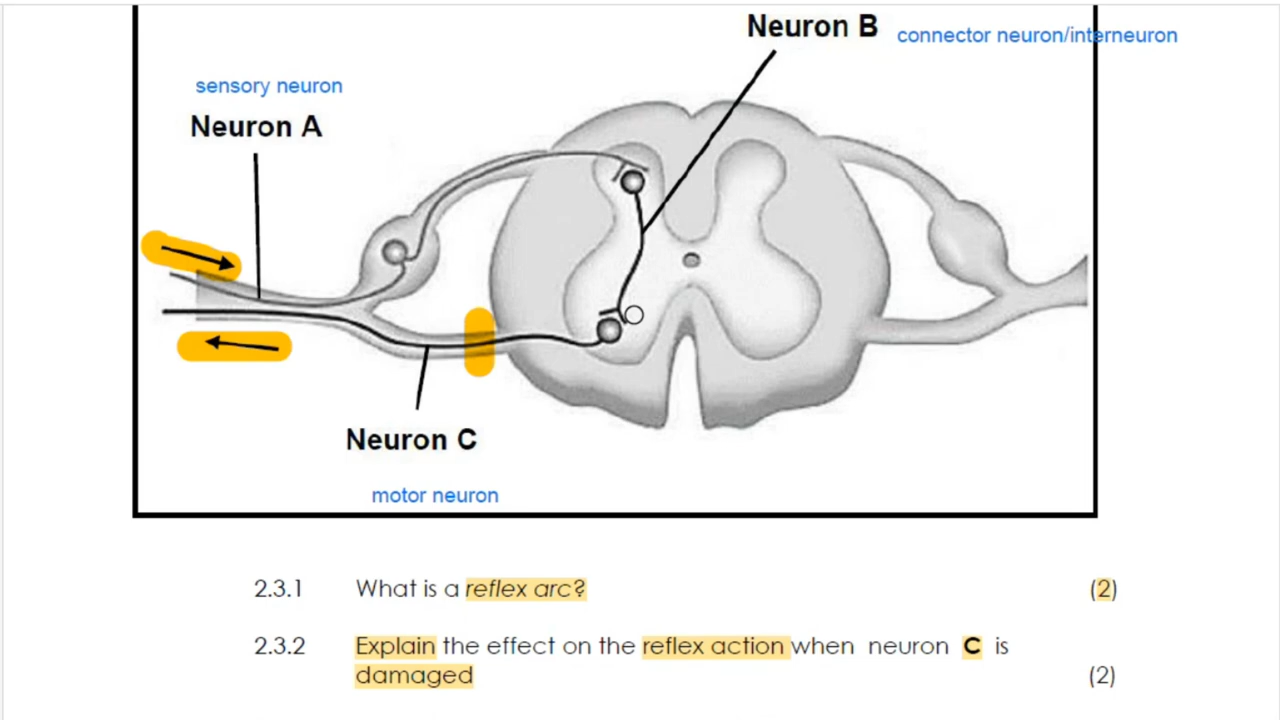 Neuron B connector neuron/interneuron
sensory neuron
Neuron A
Neuron C
motor neuron
2.3.1 What is a reflex arc? (2)
2.3.2 Explain the effect on the reflex action when neuron C is
damaged (2)